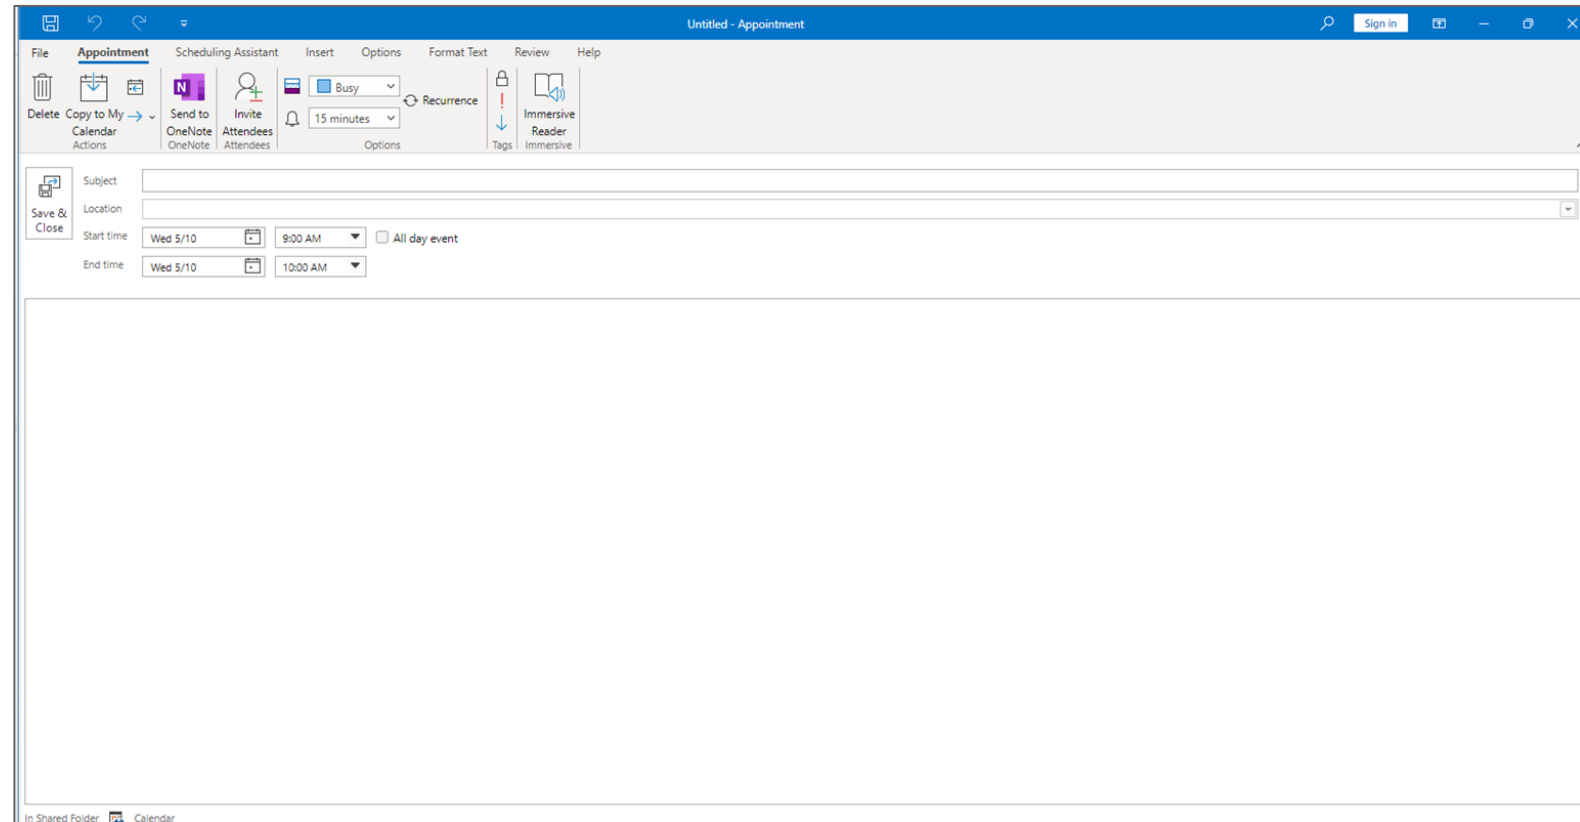 Untitled - Appointment
Sign in
File Appointment Scheduling Assistant Insert Options Format Text Review Help
Delete
Copy to My
Calendar
Actions
N
Send to
OneNote
OneNote
Invite
Attendees
Attendees
Busy
15 minutes
Recurrence
Options
Tags
Immersive
Reader
Immersive
Save &
Close
Subject
Location
Start time Wed 5/10 9:00 AM All day event
End time Wed 5/10 10:00 AM
In Shared Folder Calendar